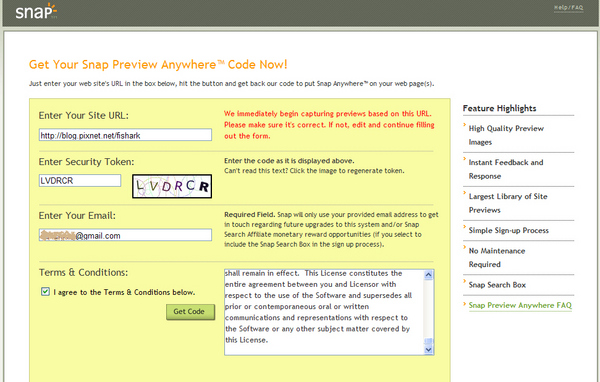 snap
Help/FAQ
Get Your Snap Preview Anywhere™ Code Now!
Just enter your web site's URL in the box below, hit the button and get back our code to put Snap Anywhere™ on your web page(s).
Enter Your Site URL:
http://blog.pixnet.net/fishark
We immediately begin capturing previews based on this URL.
Please make sure it's correct. If not, edit and continue filling
out the form.
Enter Security Token:
LVDRCR
LVDRCR
Enter the code as it is displayed above.
Can't read this text? Click the image to regenerate token.
Enter Your Email:
@gmail.com
Required Field. Snap will only use your provided email address to get
in touch regarding future upgrades to this system and/or Snap
Search Affiliate monetary reward opportunities (if you select to
include the Snap Search Box in the sign up process).
Terms & Conditions:
I agree to the Terms & Conditions below.
Get Code
shall remain in effect. This License constitutes the
entire agreement between you and Licensor with
respect to the use of the Software and supersedes all
prior or contemporaneous oral or written
communications and representations with respect to
the Software or any other subject matter covered by
this License.
Feature Highlights
High Quality Preview
Images
Instant Feedback and
Response
Largest Library of Site
Previews
Simple Sign-up Process
No Maintenance
Required
Snap Search Box
Snap Preview Anywhere FAQ